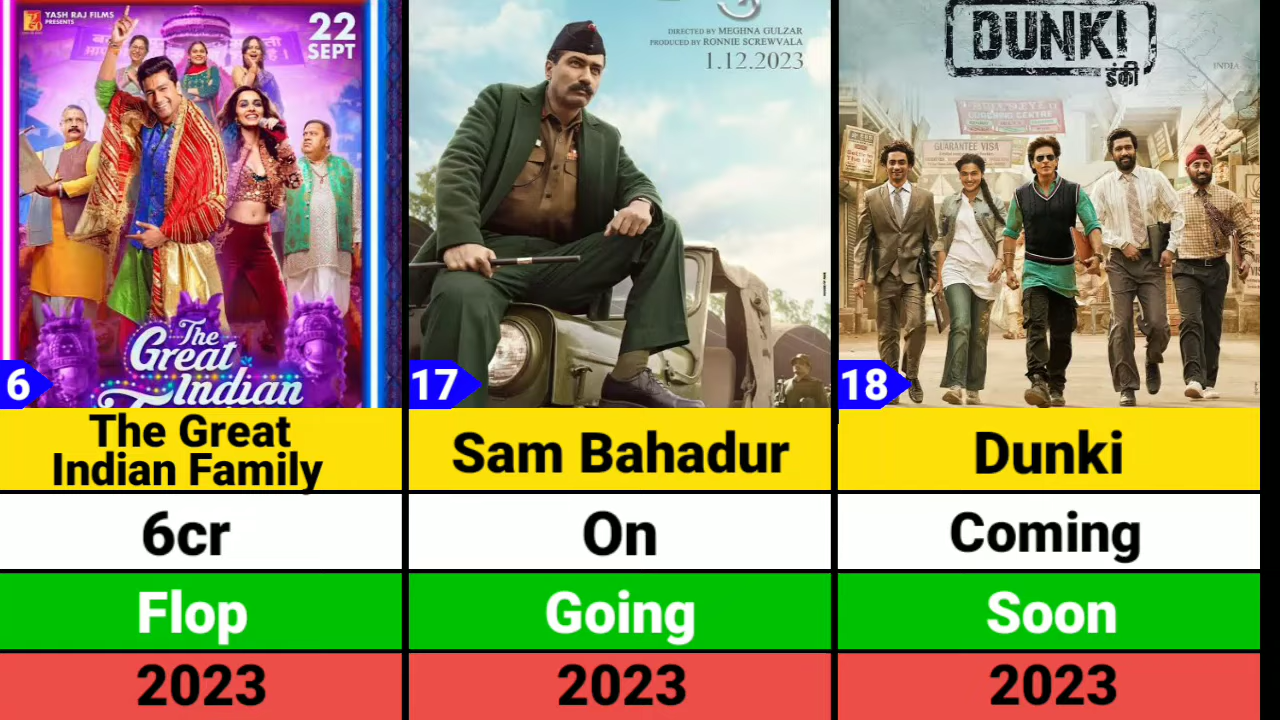 YASH RAJ FILMS
PRESENTS
22
SEPT
The
Great
Indian
6
The Great
Indian Family
6cr
Flop
2023
DIRECTED BY MEGHNA GULZAR
PRODUCED BY RONNIE SCREWVALA
1.12.2023
17
Sam Bahadur
On
Going
2023
DUNKI
डंकी
INDIA
GUARANTEE VISA
18
Dunki
Coming
Soon
2023